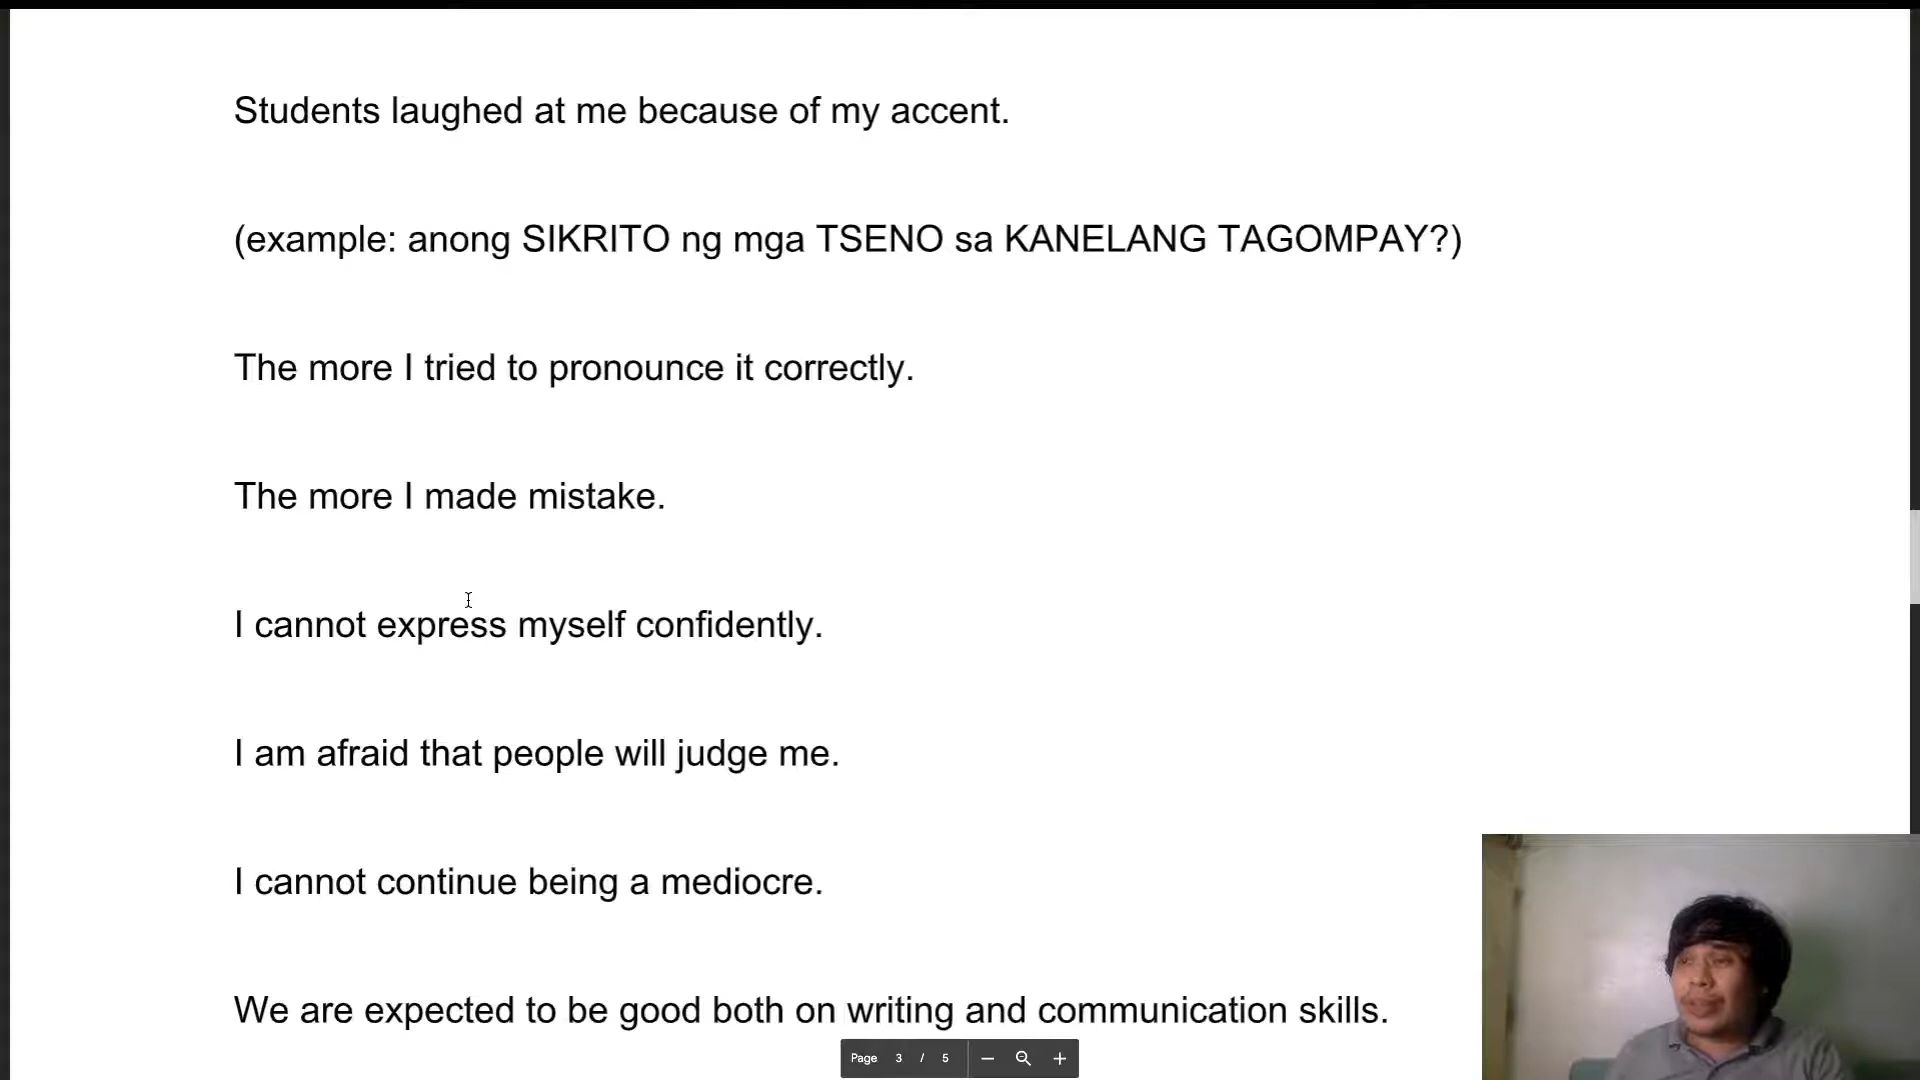 Students laughed at me because of my accent.
(example: anong SIKRITO ng mga TSENO sa KANELANG TAGOMPAY?)
The more I tried to pronounce it correctly.
The more I made mistake.
I cannot express myself confidently.
I am afraid that people will judge me.
I cannot continue being a mediocre.
We are expected to be good both on writing and communication skills.
Page 3 / 5